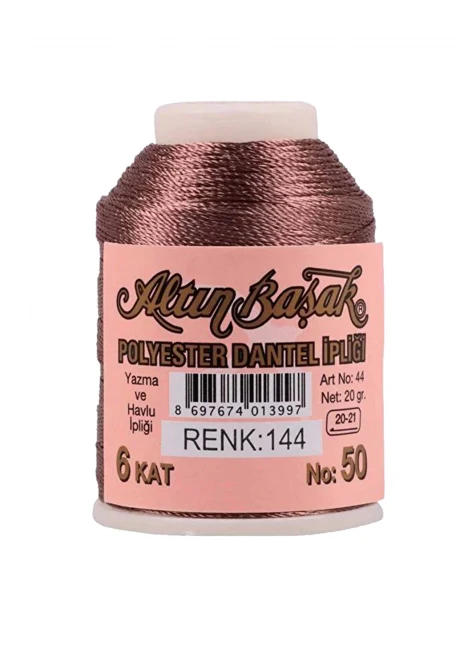 Altın Başak ®
POLYESTER DANTEL İPLİĞİ
Yazma
ve
Havlu
İpliği
8 697674 013997
Art No: 44
Net: 20 gr.
20-21
RENK:144
6 KAT
No: 50